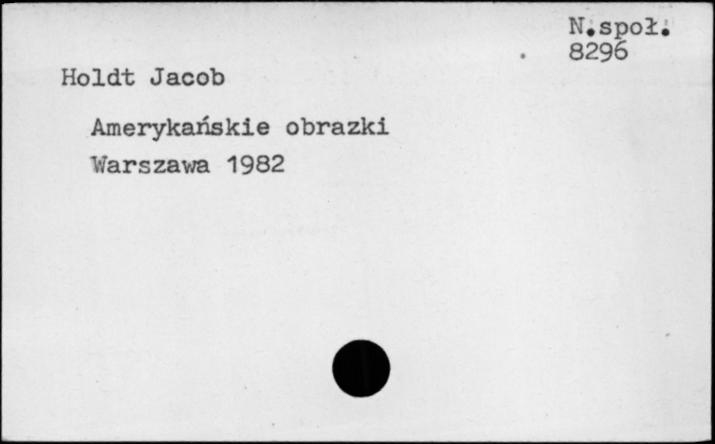 N.społ.
8296
Holdt Jacob
Amerykańskie obrazki
Warszawa 1982